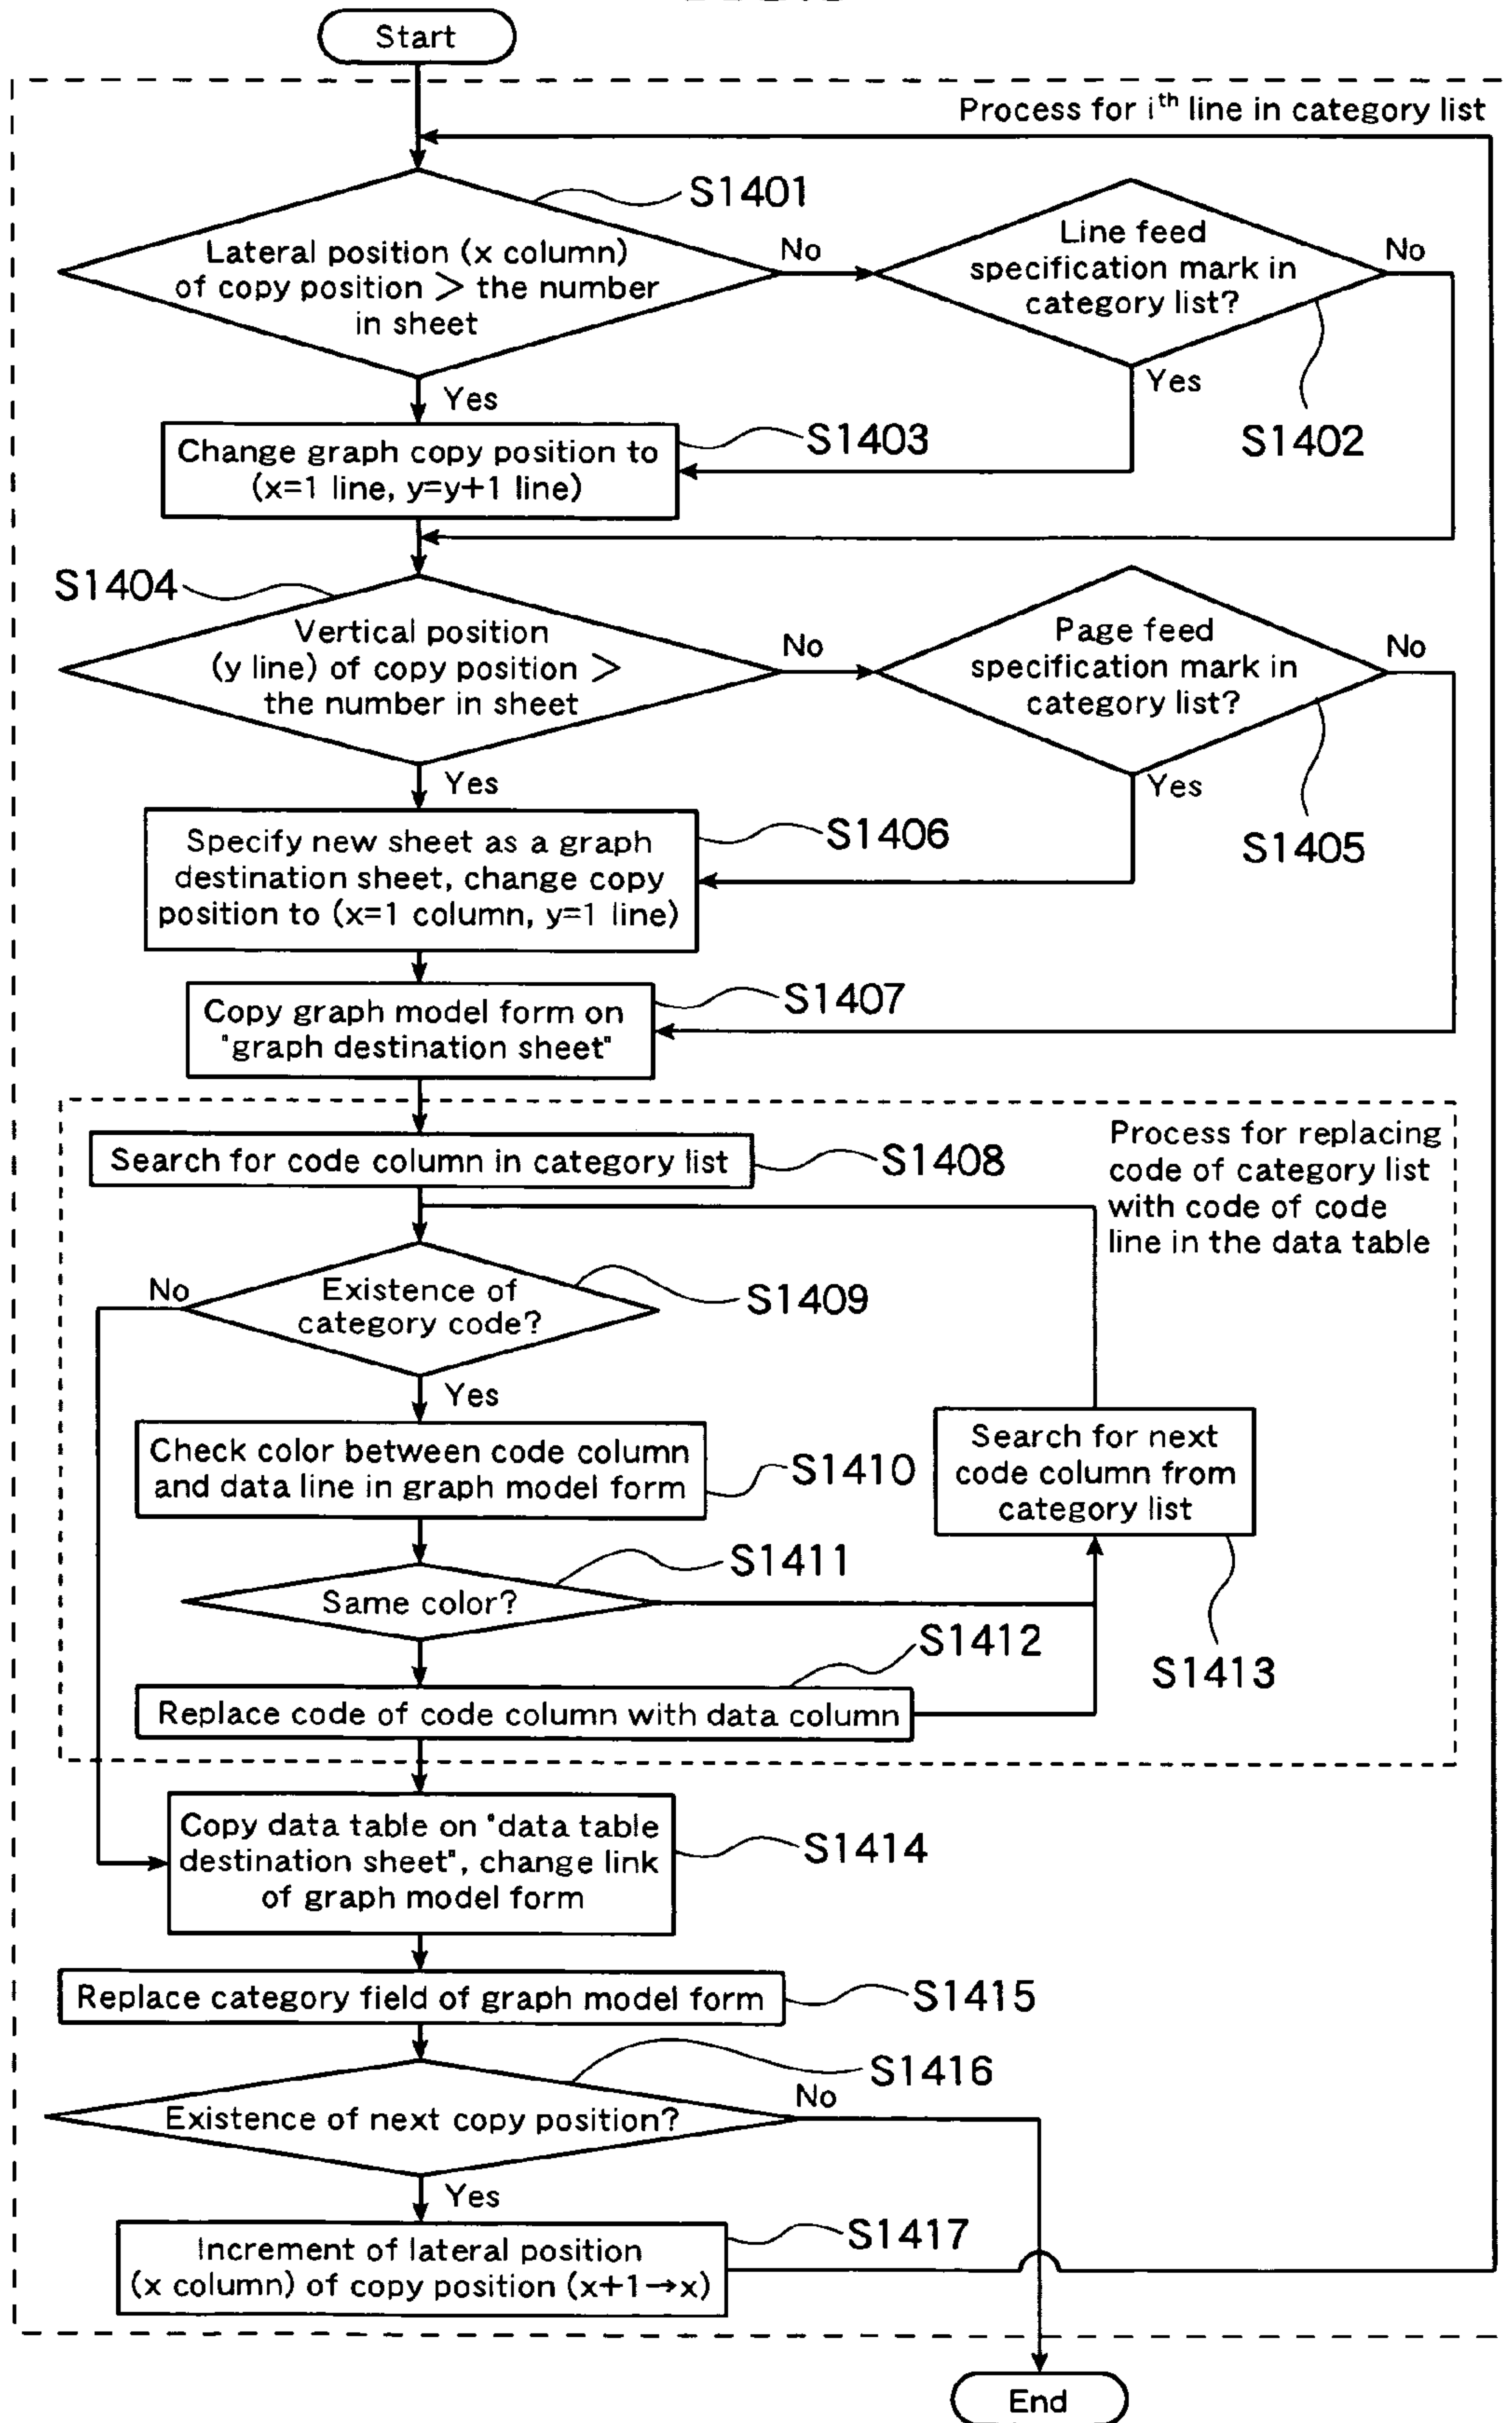 Start
Process for ith line in category list
S1401
Lateral position (x column)
of copy position > the number
in sheet
No
Line feed
specification mark in
category list?
No
Yes
Yes
S1402
S1403
Change graph copy position to
(x=1 line, y=y+1 line)
S1404
Vertical position
(y line) of copy position >
the number in sheet
No
Page feed
specification mark in
category list?
No
Yes
Yes
S1405
S1406
Specify new sheet as a graph
destination sheet, change copy
position to (x=1 column, y=1 line)
S1407
Copy graph model form on
"graph destination sheet"
Process for replacing
code of category list
with code of code
line in the data table
Search for code column in category list
S1408
No
Existence of
category code?
S1409
Yes
Check color between code column
and data line in graph model form
S1410
Search for next
code column from
category list
S1411
Same color?
S1412
S1413
Replace code of code column with data column
Copy data table on "data table
destination sheet", change link
of graph model form
S1414
Replace category field of graph model form
S1415
S1416
No
Existence of next copy position?
Yes
S1417
Increment of lateral position
(x column) of copy position (x+1→x)
End